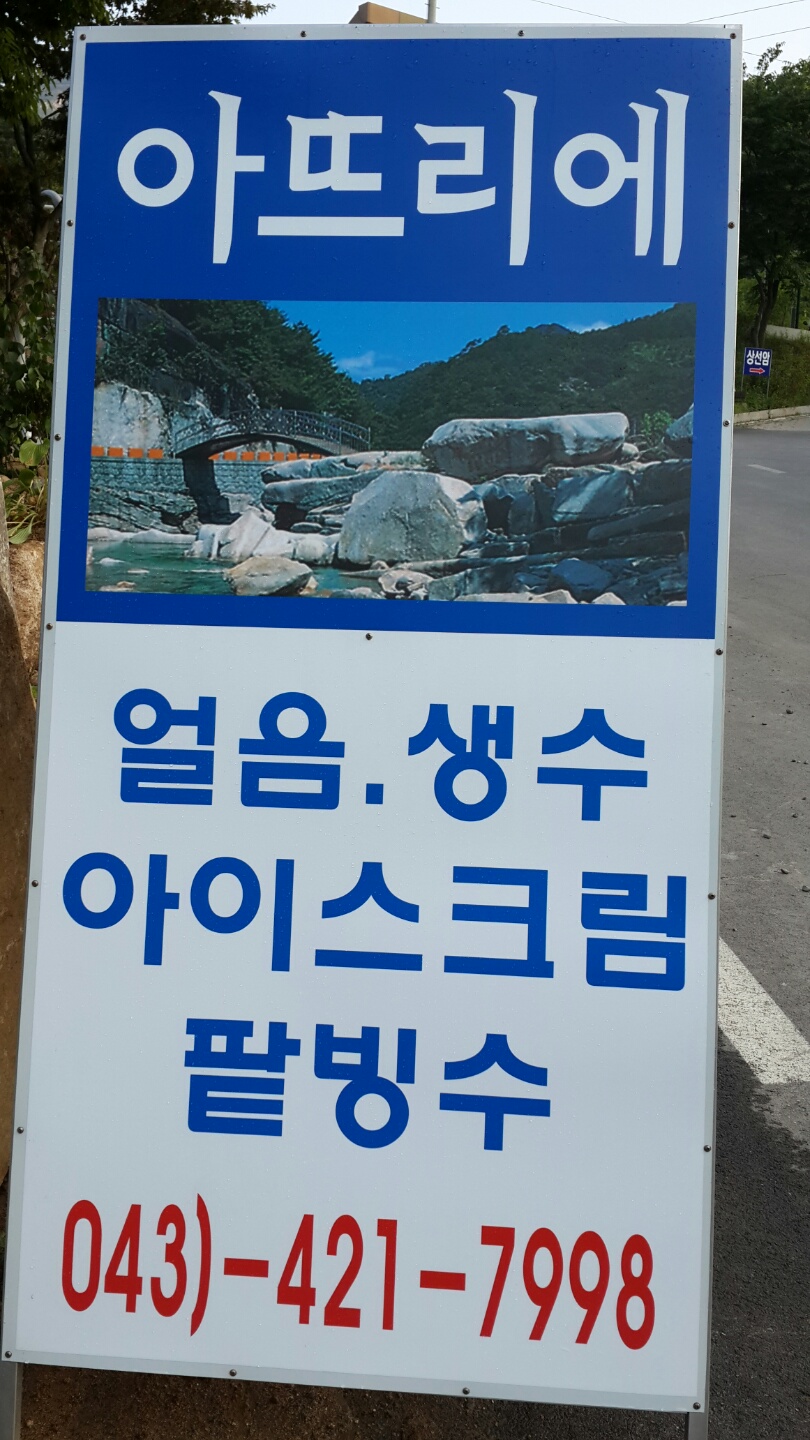 아뜨리에
상선암
얼음.생수
아이스크림
팥빙수
043)-421-7998